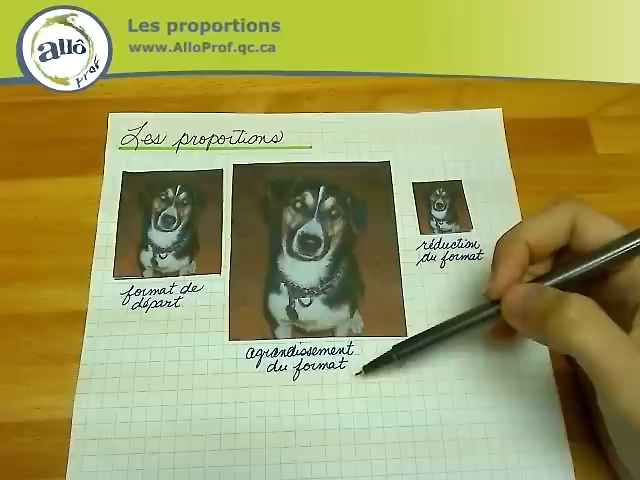 Les proportions
www.AlloProf.qc.ca
allô
prof
Les proportions
format de
départ
agrandissement
du format
réduction
du format